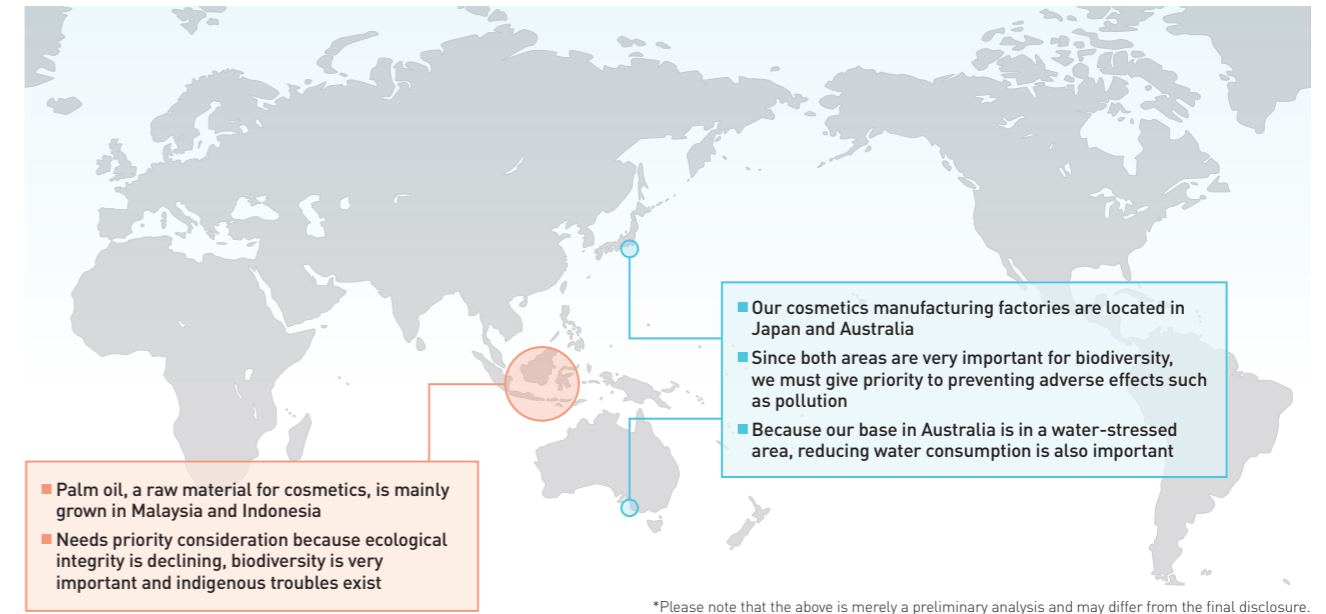 ■ Our cosmetics manufacturing factories are located in
Japan and Australia
■ Since both areas are very important for biodiversity,
we must give priority to preventing adverse effects such
as pollution
■ Because our base in Australia is in a water-stressed
area, reducing water consumption is also important
■ Palm oil, a raw material for cosmetics, is mainly
grown in Malaysia and Indonesia
■ Needs priority consideration because ecological
integrity is declining, biodiversity is very
important and indigenous troubles exist
*Please note that the above is merely a preliminary analysis and may differ from the final disclosure.